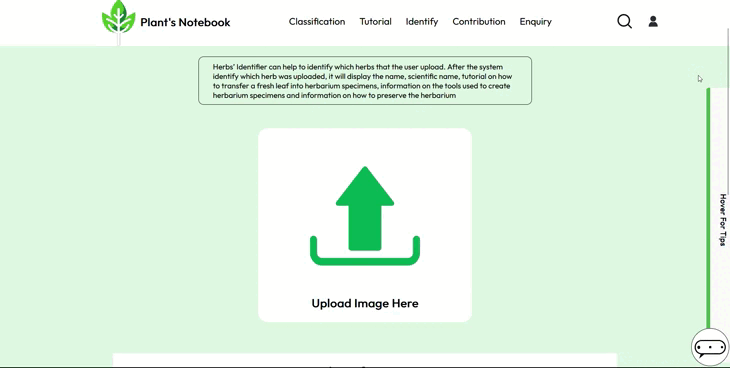 Plant's Notebook
Classification Tutorial Identify Contribution Enquiry
Herbs' Identifier can help to identify which herbs that the user upload. After the system
identify which herb was uploaded, it will display the name, scientific name, tutorial on how
to transfer a fresh leaf into herbarium specimens, information on the tools used to create
herbarium specimens and information on how to preserve the herbarium
Hover For Tips
Upload Image Here